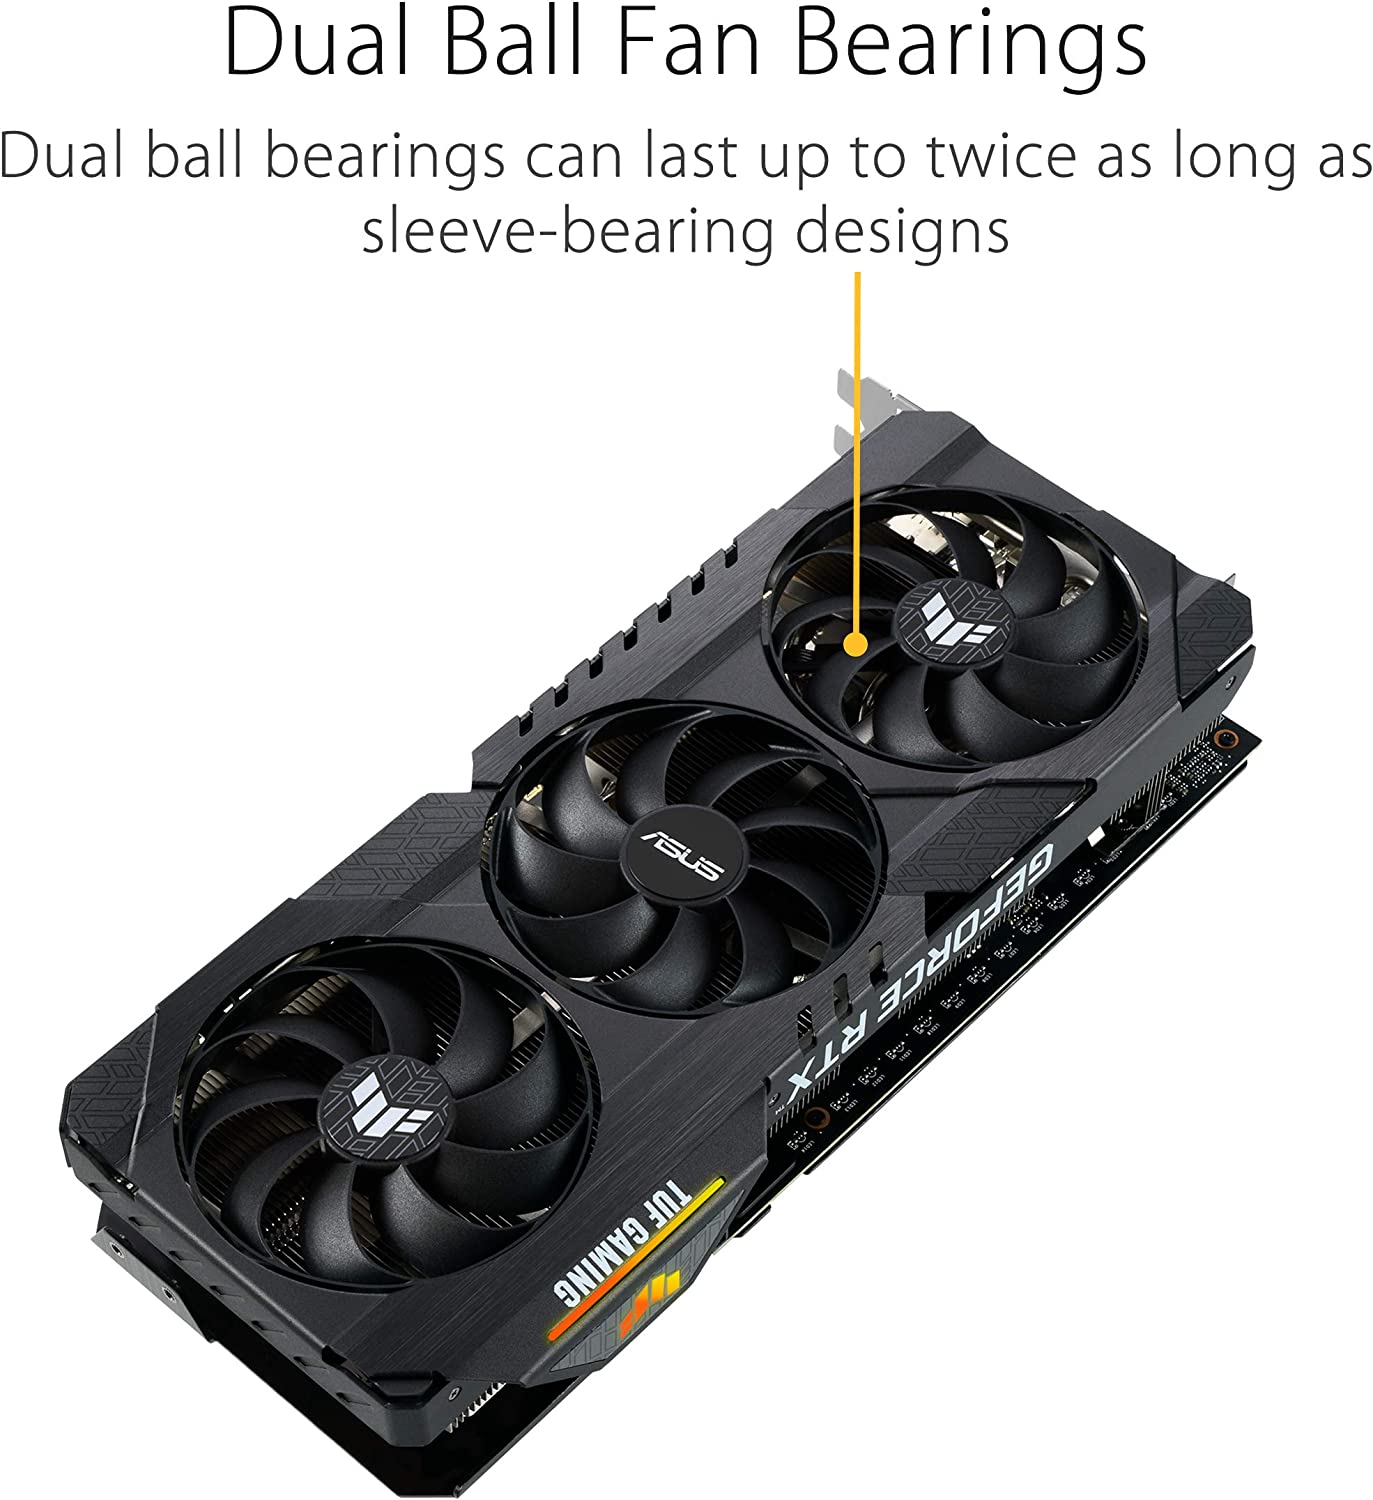 Dual Ball Fan Bearings
Dual ball bearings can last up to twice as long as
sleeve-bearing designs
ASUS
GEFORCE RTX™
TUF GAMING